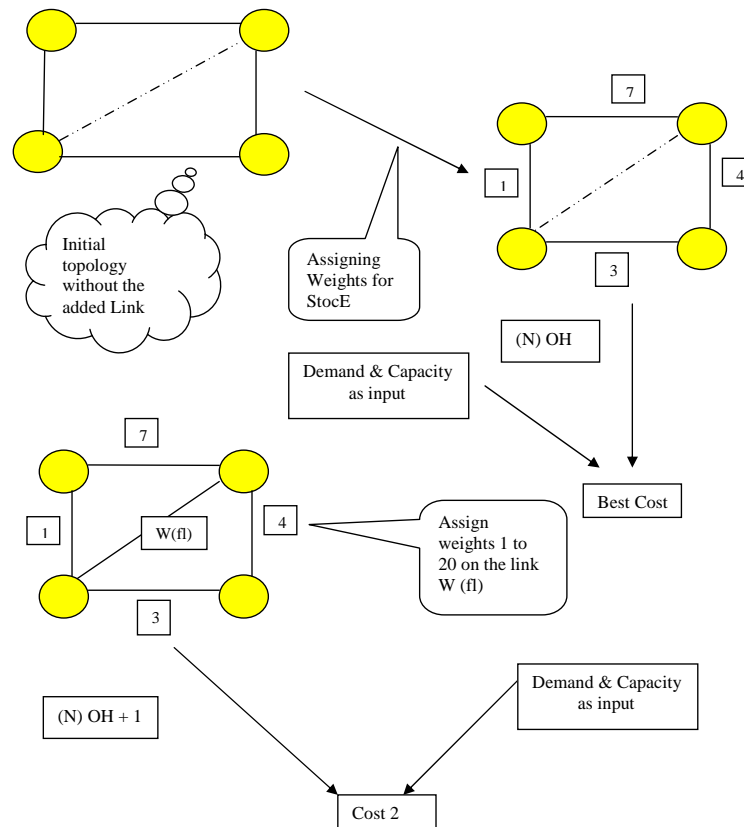 Initial
topology
without the
added Link
Assigning
Weights for
StocE
7
1
4
3
(N) OH
Demand & Capacity
as input
Best Cost
7
1
W(fl)
4
3
Assign
weights 1 to
20 on the link
W (fl)
(N) OH + 1
Demand & Capacity
as input
Cost 2